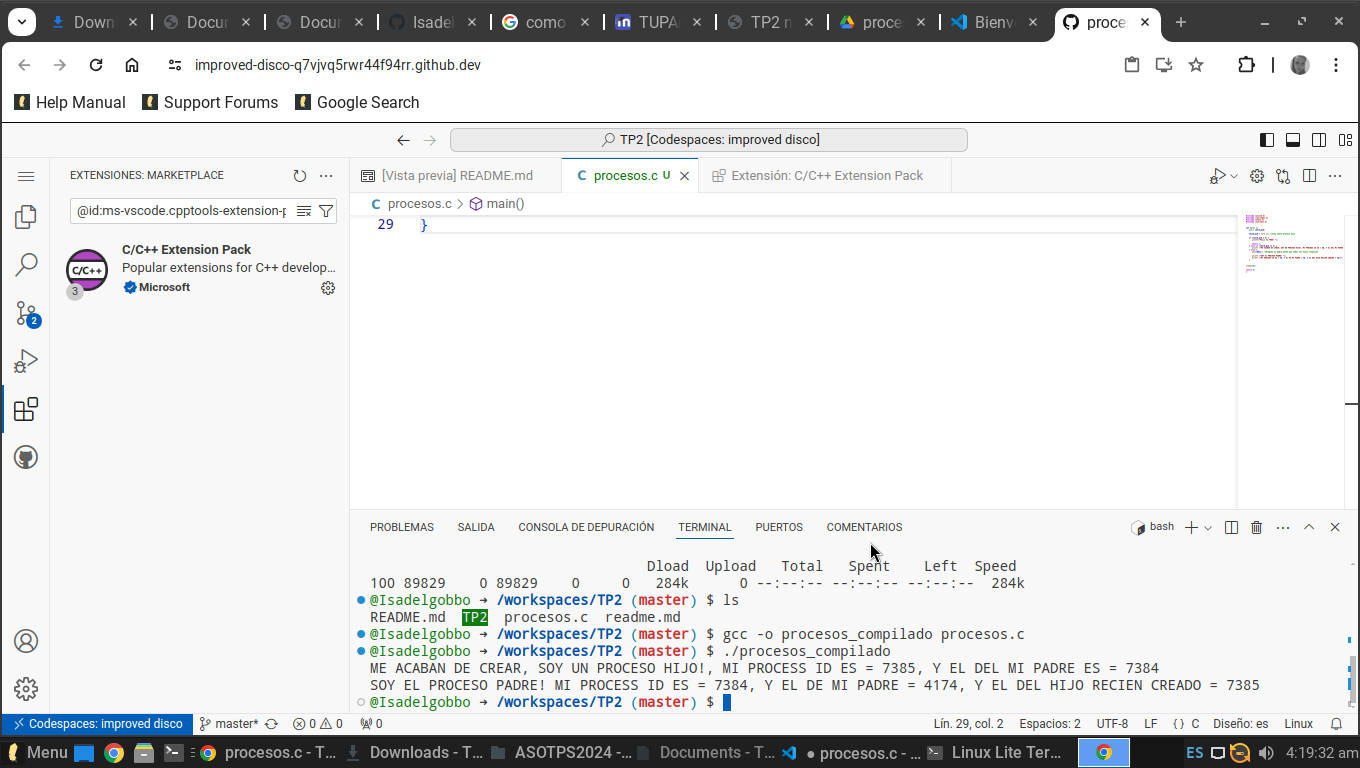 Down
Docur
Docur
Isadel
como
TUPA
TP2 n
proce
Bienv
proce
improved-disco-q7vjvq5rwr44f94rr.github.dev
Help Manual Support Forums Google Search
TP2 [Codespaces: improved disco]
EXTENSIONES: MARKETPLACE
@id:ms-vscode.cpptools-extension-p
C/C++ Extension Pack
Popular extensions for C++ develop...
Microsoft
C/C++
3
2
[Vista previa] README.md
C procesos.c U
Extensión: C/C++ Extension Pack
C procesos.c > main()
29 }
PROBLEMAS SALIDA CONSOLA DE DEPURACIÓN TERMINAL PUERTOS COMENTARIOS
bash
Dload Upload Total Spent Left Speed
100 89829 0 89829 0 0 284k 0 --:--:-- --:--:-- --:--:-- 284k
@Isadelgobbo ➜ /workspaces/TP2 (master) $ ls
README.md TP2 procesos.c readme.md
@Isadelgobbo ➜ /workspaces/TP2 (master) $ gcc -o procesos_compilado procesos.c
@Isadelgobbo ➜ /workspaces/TP2 (master) $ ./procesos_compilado
ME ACABAN DE CREAR, SOY UN PROCESO HIJO!, MI PROCESS ID ES = 7385, Y EL DEL MI PADRE ES = 7384
SOY EL PROCESO PADRE! MI PROCESS ID ES = 7384, Y EL DE MI PADRE = 4174, Y EL DEL HIJO RECIEN CREADO = 7385
@Isadelgobbo ➜ /workspaces/TP2 (master) $
Codespaces: improved disco master* 0 0 0 Lín. 29, col. 2 Espacios: 2 UTF-8 LF {} C Diseño: es Linux
Menu procesos.c - T... Downloads - T... ASOTPS2024 -... Documents - T... ● procesos.c -... Linux Lite Ter... ES 4:19:32 am